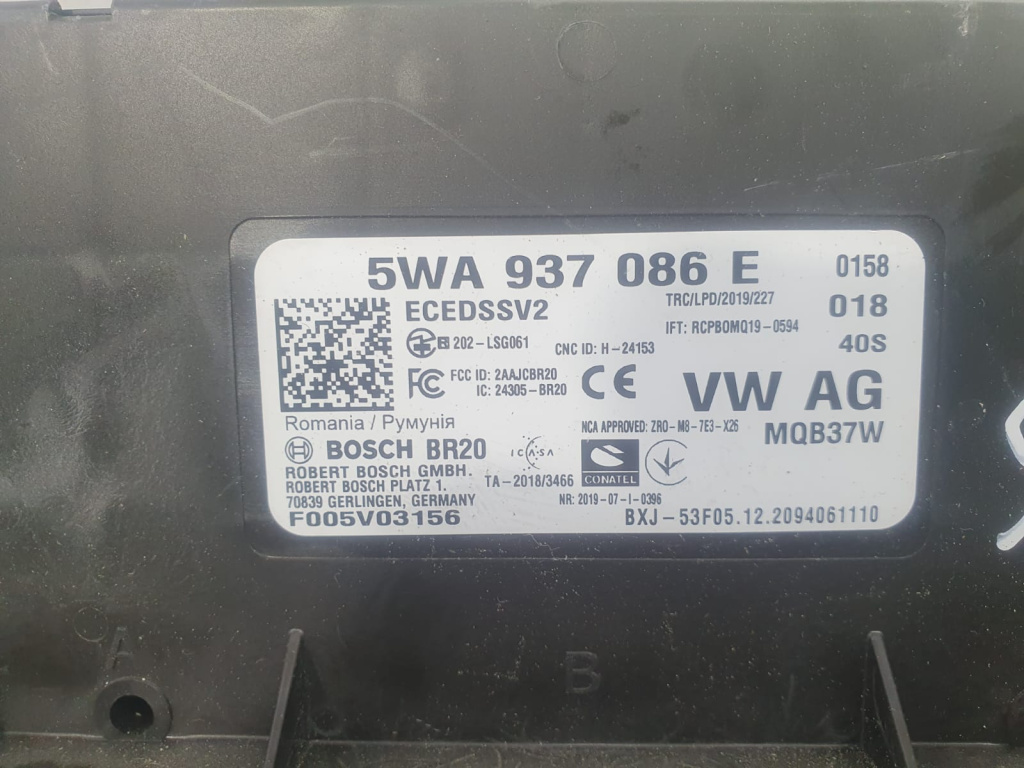 5WA 937 086 E
0158
ECEDSSV2
TRC/LPD/2019/227
018
202-LSG061
IFT: RCPBOMQ19-0594
CNC ID: H-24153
40S
FC
FCC ID: 2AAJCBR20
IC: 24305-BR20
CE
VW AG
Romania / Румунія
NCA APPROVED: ZRO-M8-7E3-X26
MQB37W
BOSCH BR20
ICASA
ROBERT BOSCH GMBH.
ROBERT BOSCH PLATZ 1.
TA-2018/3466
CONATEL
70839 GERLINGEN, GERMANY
NR: 2019-07-I-0396
F005V03156
BXJ-53F05.12.2094061110
A
B